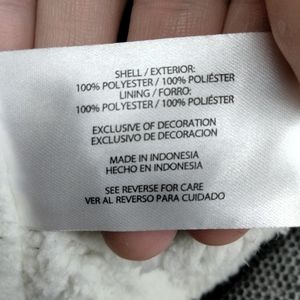 SHELL / EXTERIOR:
100% POLYESTER / 100% POLIÉSTER
LINING / FORRO:
100% POLYESTER / 100% POLIÉSTER
EXCLUSIVE OF DECORATION
EXCLUSIVO DE DECORACION
MADE IN INDONESIA
HECHO EN INDONESIA
SEE REVERSE FOR CARE
VER AL REVERSO PARA CUIDADO